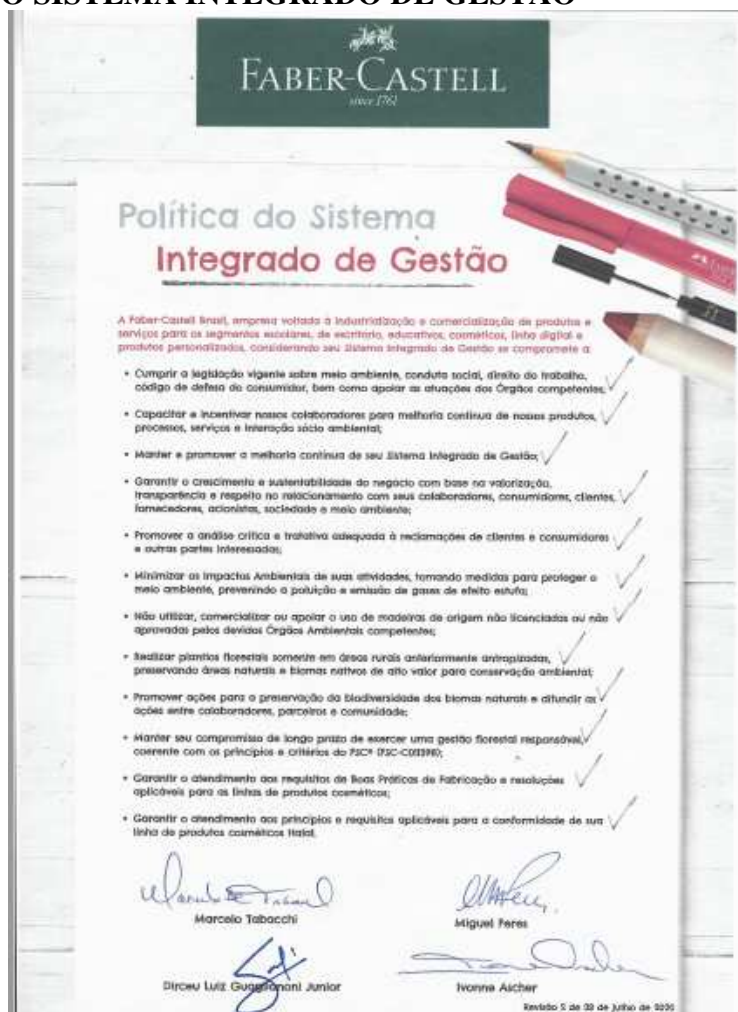 O SISTEMA INTEGRADO DE GESTÃO
FABER-CASTELL
since 1761
Política do Sistema
Integrado de Gestão
A Faber-Castell Brasil, empresa voltada à industrialização e comercialização de produtos e
serviços para os segmentos escolares, de escritório, educativos, cosméticos, linha digital e
produtos personalizados, considerando seu Sistema Integrado de Gestão se compromete a:
• Cumprir a legislação vigente sobre meio ambiente, conduta social, direito do trabalho,
código de defesa do consumidor, bem como apoiar as atuações dos Órgãos competentes;
• Capacitar e incentivar nossos colaboradores para melhoria contínua de nossos produtos,
processos, serviços e interação sócio ambiental;
• Manter e promover a melhoria contínua de seu Sistema Integrado de Gestão;
• Garantir o crescimento e sustentabilidade do negócio com base na valorização,
transparência e respeito no relacionamento com seus colaboradores, consumidores, clientes,
fornecedores, acionistas, sociedade e meio ambiente;
• Promover a análise crítica e tratativa adequada à reclamações de clientes e consumidores
e outras partes interessadas;
• Minimizar os Impactos Ambientais de suas atividades, tomando medidas para proteger o
meio ambiente, prevenindo a poluição e emissão de gases de efeito estufa;
• Não utilizar, comercializar ou apoiar o uso de madeiras de origem não licenciadas ou não
aprovadas pelos devidos Órgãos Ambientais competentes;
• Realizar plantios florestais somente em áreas rurais anteriormente antropizadas,
preservando áreas naturais e biomas nativos de alto valor para conservação ambiental;
• Promover ações para a preservação da biodiversidade dos biomas naturais e difundir as
ações entre colaboradores, parceiros e comunidade;
• Manter seu compromisso de longo prazo de exercer uma gestão florestal responsável,
coerente com os princípios e critérios do FSC®
• Garantir o atendimento aos requisitos de Boas Práticas de Fabricação e resoluções
aplicáveis para as linhas de produtos cosméticos;
• Garantir o atendimento aos princípios e requisitos aplicáveis para a conformidade de sua
linha de produtos cosméticos Halal.
Marcelo Tabacchi
Miguel Peres
Dirceu Luiz Junior
Ivonne Ascher
Revisão 5 de 03 de Julho de 2020